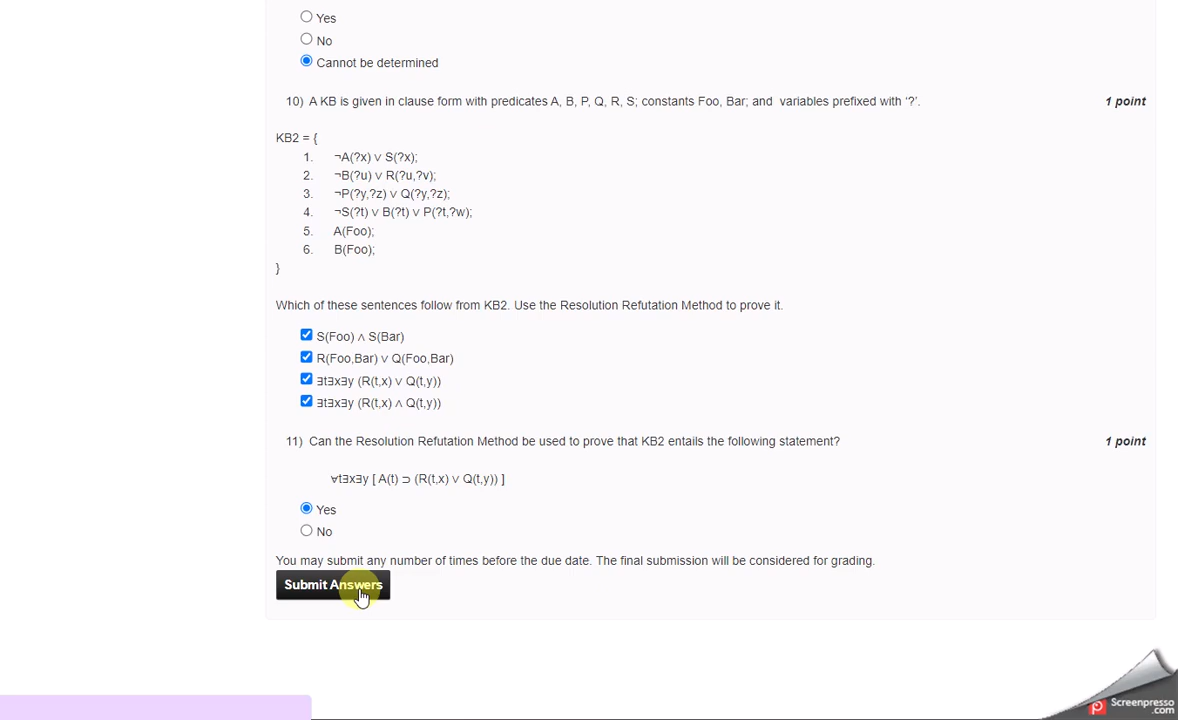 Yes
No
Cannot be determined
10) A KB is given in clause form with predicates A, B, P, Q, R, S; constants Foo, Bar; and variables prefixed with ‘?’. 1 point
KB2 = {
1. ¬A(?x) ∨ S(?x);
2. ¬B(?u) ∨ R(?u,?v);
3. ¬P(?y,?z) ∨ Q(?y,?z);
4. ¬S(?t) ∨ B(?t) ∨ P(?t,?w);
5. A(Foo);
6. B(Foo);
}
Which of these sentences follow from KB2. Use the Resolution Refutation Method to prove it.
S(Foo) ∧ S(Bar)
R(Foo,Bar) ∨ Q(Foo,Bar)
∃t∃x∃y (R(t,x) ∨ Q(t,y))
∃t∃x∃y (R(t,x) ∧ Q(t,y))
11) Can the Resolution Refutation Method be used to prove that KB2 entails the following statement? 1 point
∀t∃x∃y [ A(t) ⊃ (R(t,x) ∨ Q(t,y)) ]
Yes
No
You may submit any number of times before the due date. The final submission will be considered for grading.
Submit Answers
Screenpresso
.com